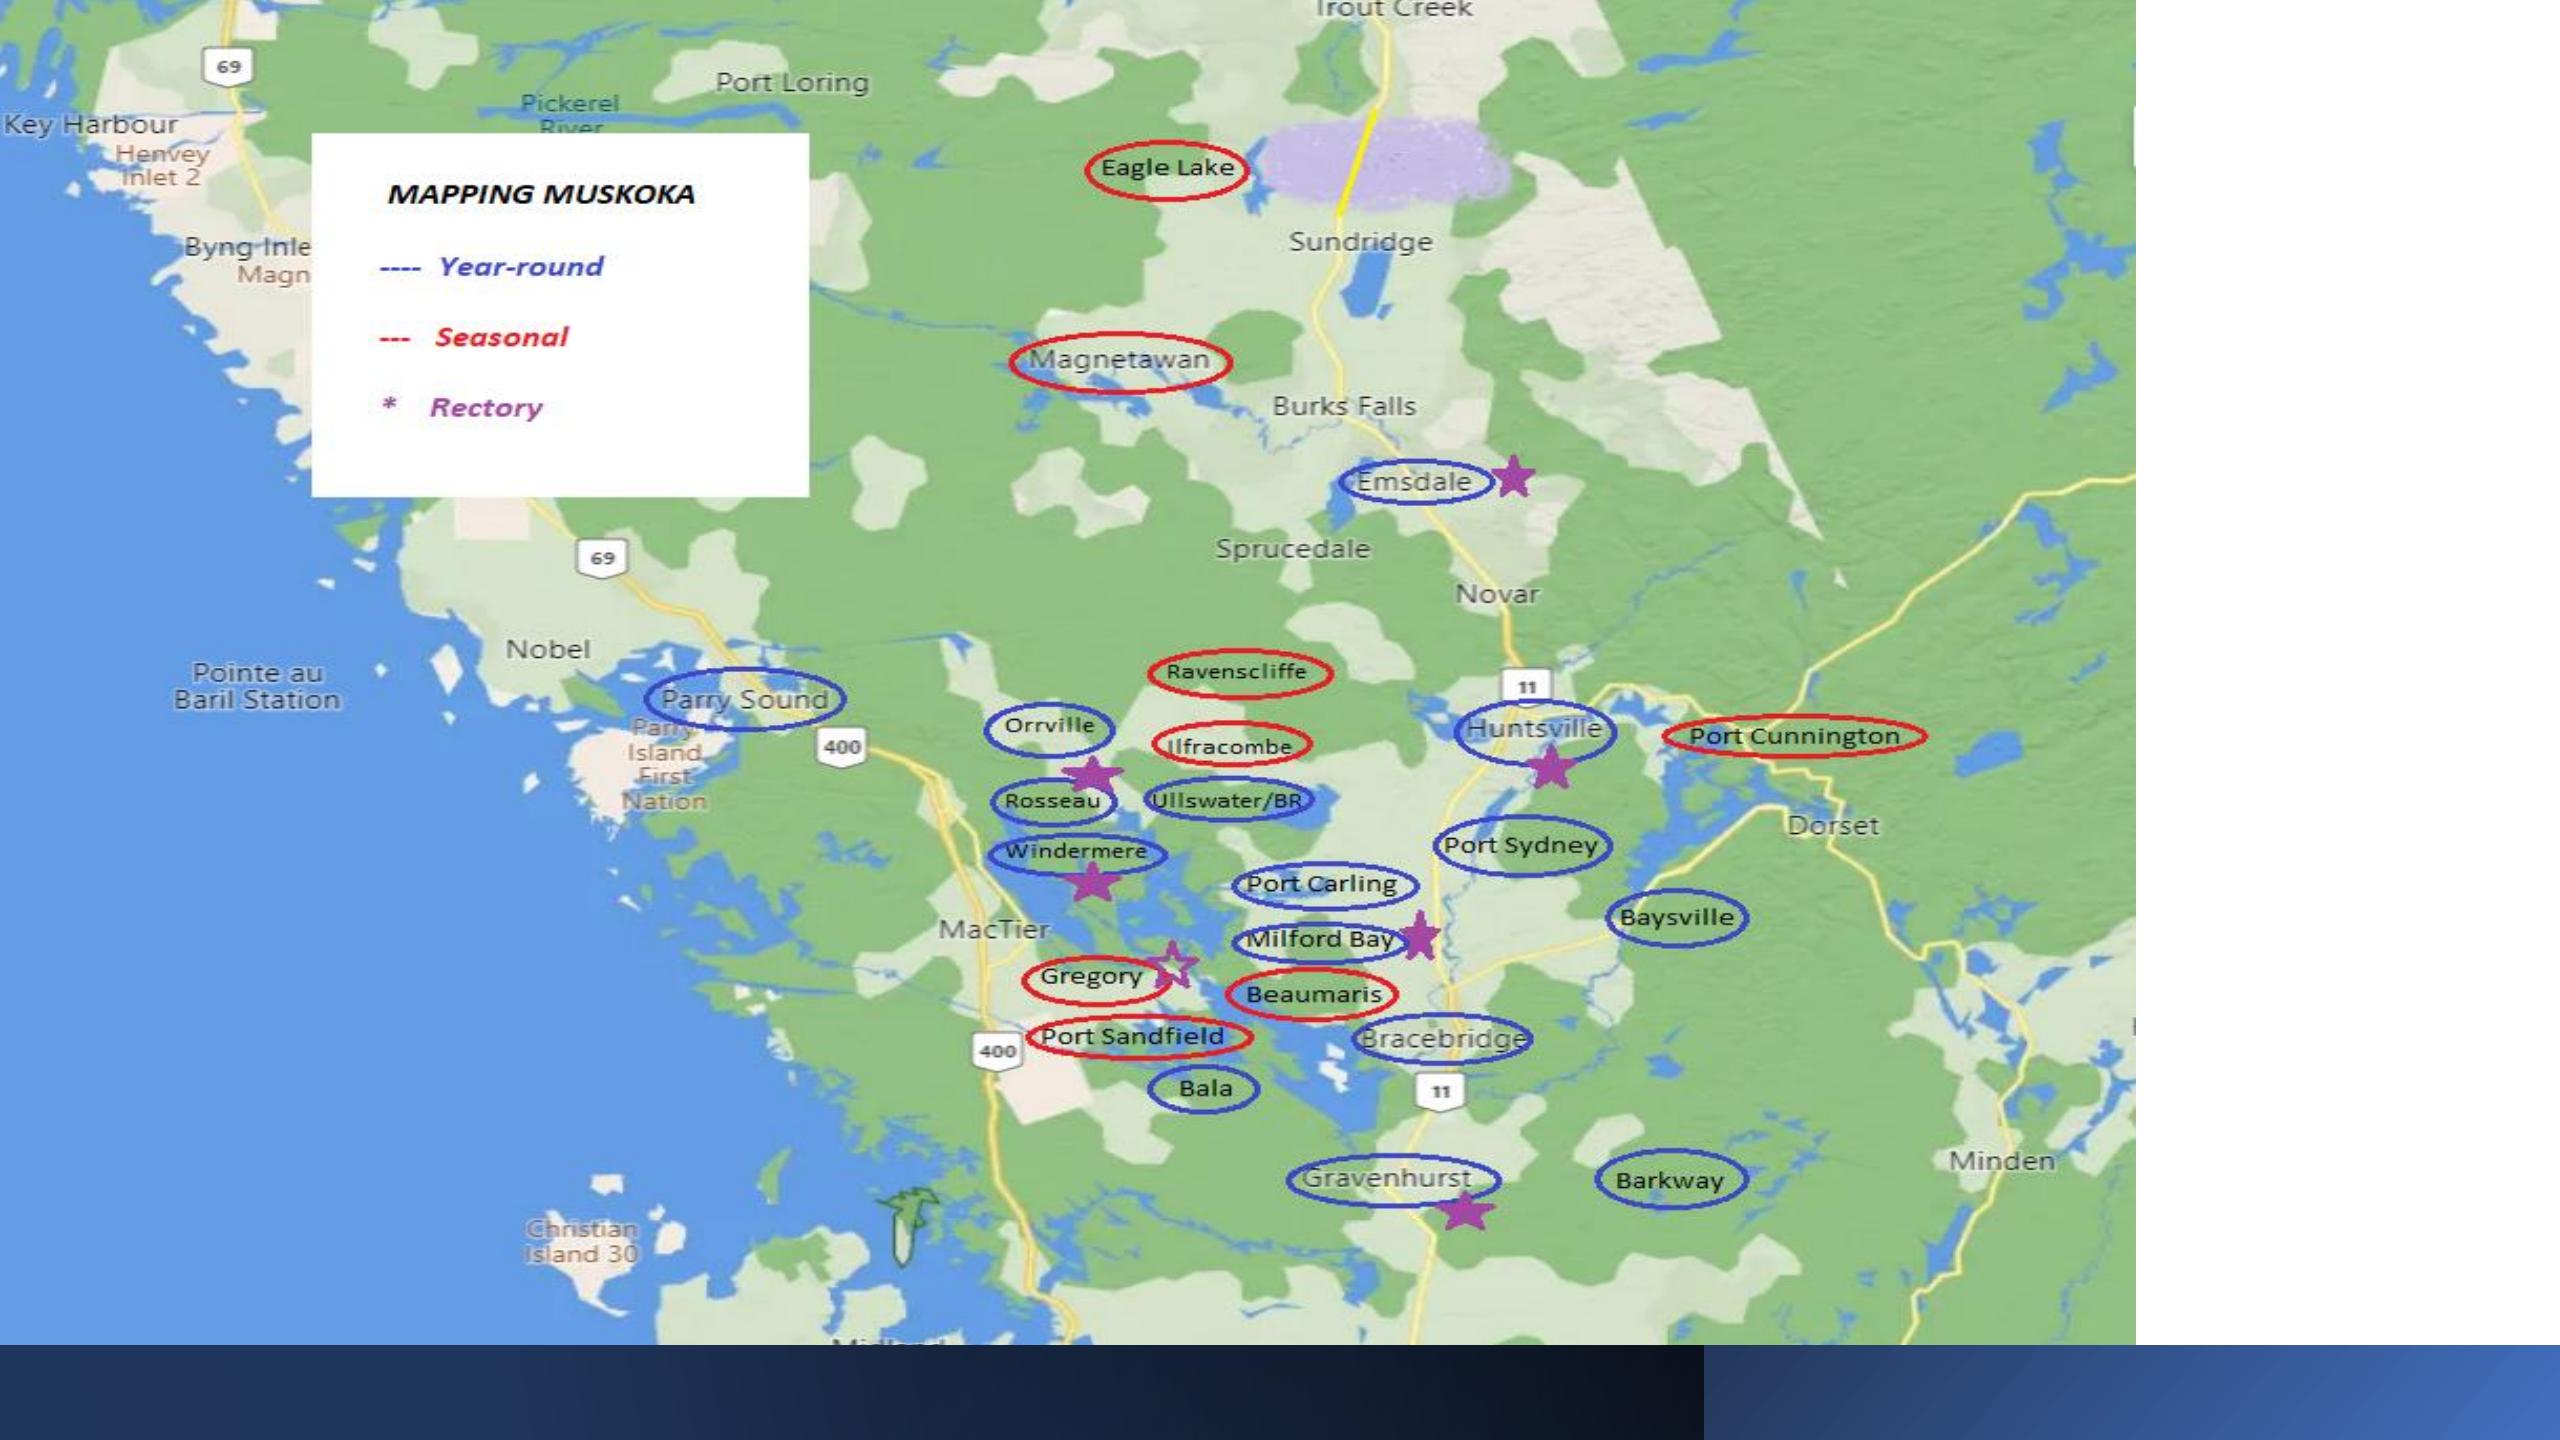 Trout Creek
69
Port Loring
Pickerel
River
Key Harbour
Henvey
Inlet 2
MAPPING MUSKOKA
---- Year-round
--- Seasonal
* Rectory
Eagle Lake
Sundridge
Byng Inle
Magn
Magnetawan
Burks Falls
Emsdale
Sprucedale
69
Novar
Nobel
Pointe au
Baril Station
Parry Sound
Parry
Island
First
Nation
400
Ravenscliffe
11
Orrville
Ilfracombe
Huntsville
Port Cunnington
Rosseau
Ullswater/BR
Dorset
Windermere
Port Sydney
Port Carling
Baysville
MacTier
Milford Bay
Gregory
Beaumaris
Port Sandfield
Bracebridge
400
Bala
11
Gravenhurst
Barkway
Minden
Christian
Island 30